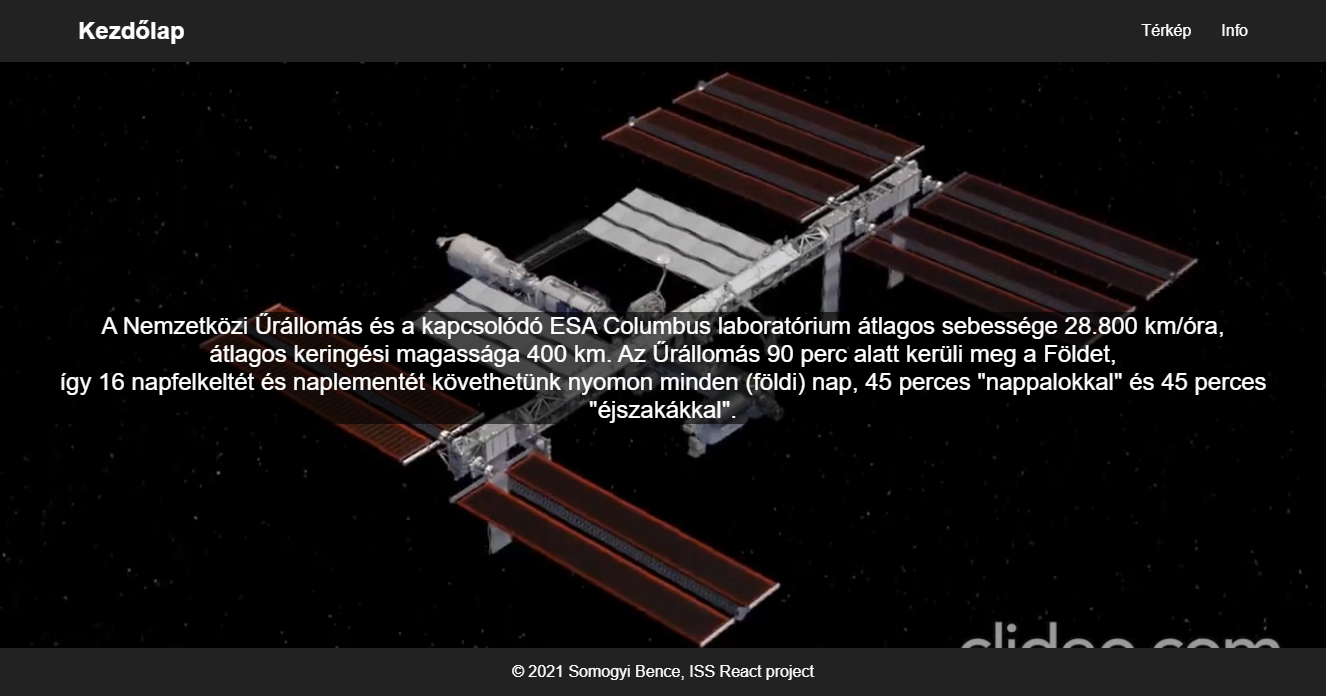 Kezdőlap
Térkép Info
A Nemzetközi Űrállomás és a kapcsolódó ESA Columbus laboratórium átlagos sebessége 28.800 km/óra,
átlagos keringési magassága 400 km. Az Űrállomás 90 perc alatt kerüli meg a Földet,
így 16 napfelkeltét és naplementét követhetünk nyomon minden (földi) nap, 45 perces "nappalokkal" és 45 perces
"éjszakákkal".
clideo.com
© 2021 Somogyi Bence, ISS React project